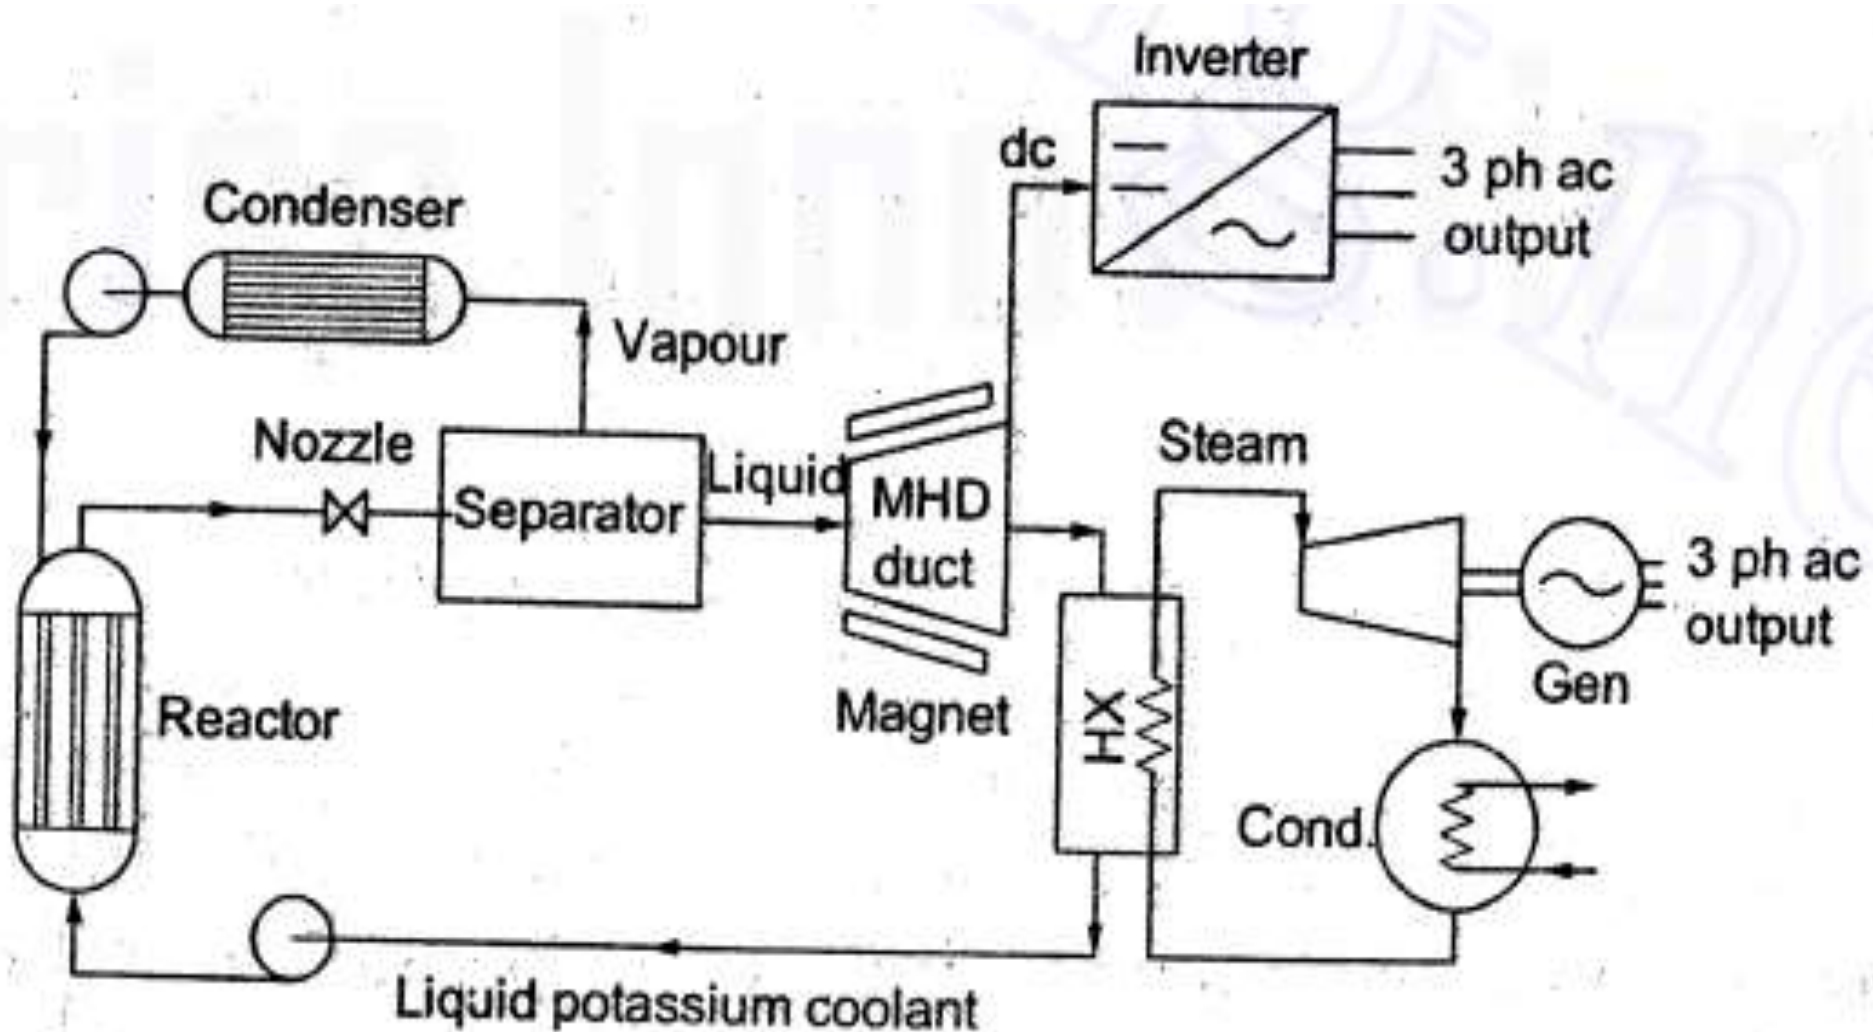 Inverter
dc
3 ph ac
output
Condenser
Vapour
Nozzle
Separator
Liquid
MHD
duct
Steam
3 ph ac
output
Gen
Magnet
Reactor
HX
Cond.
Liquid potassium coolant